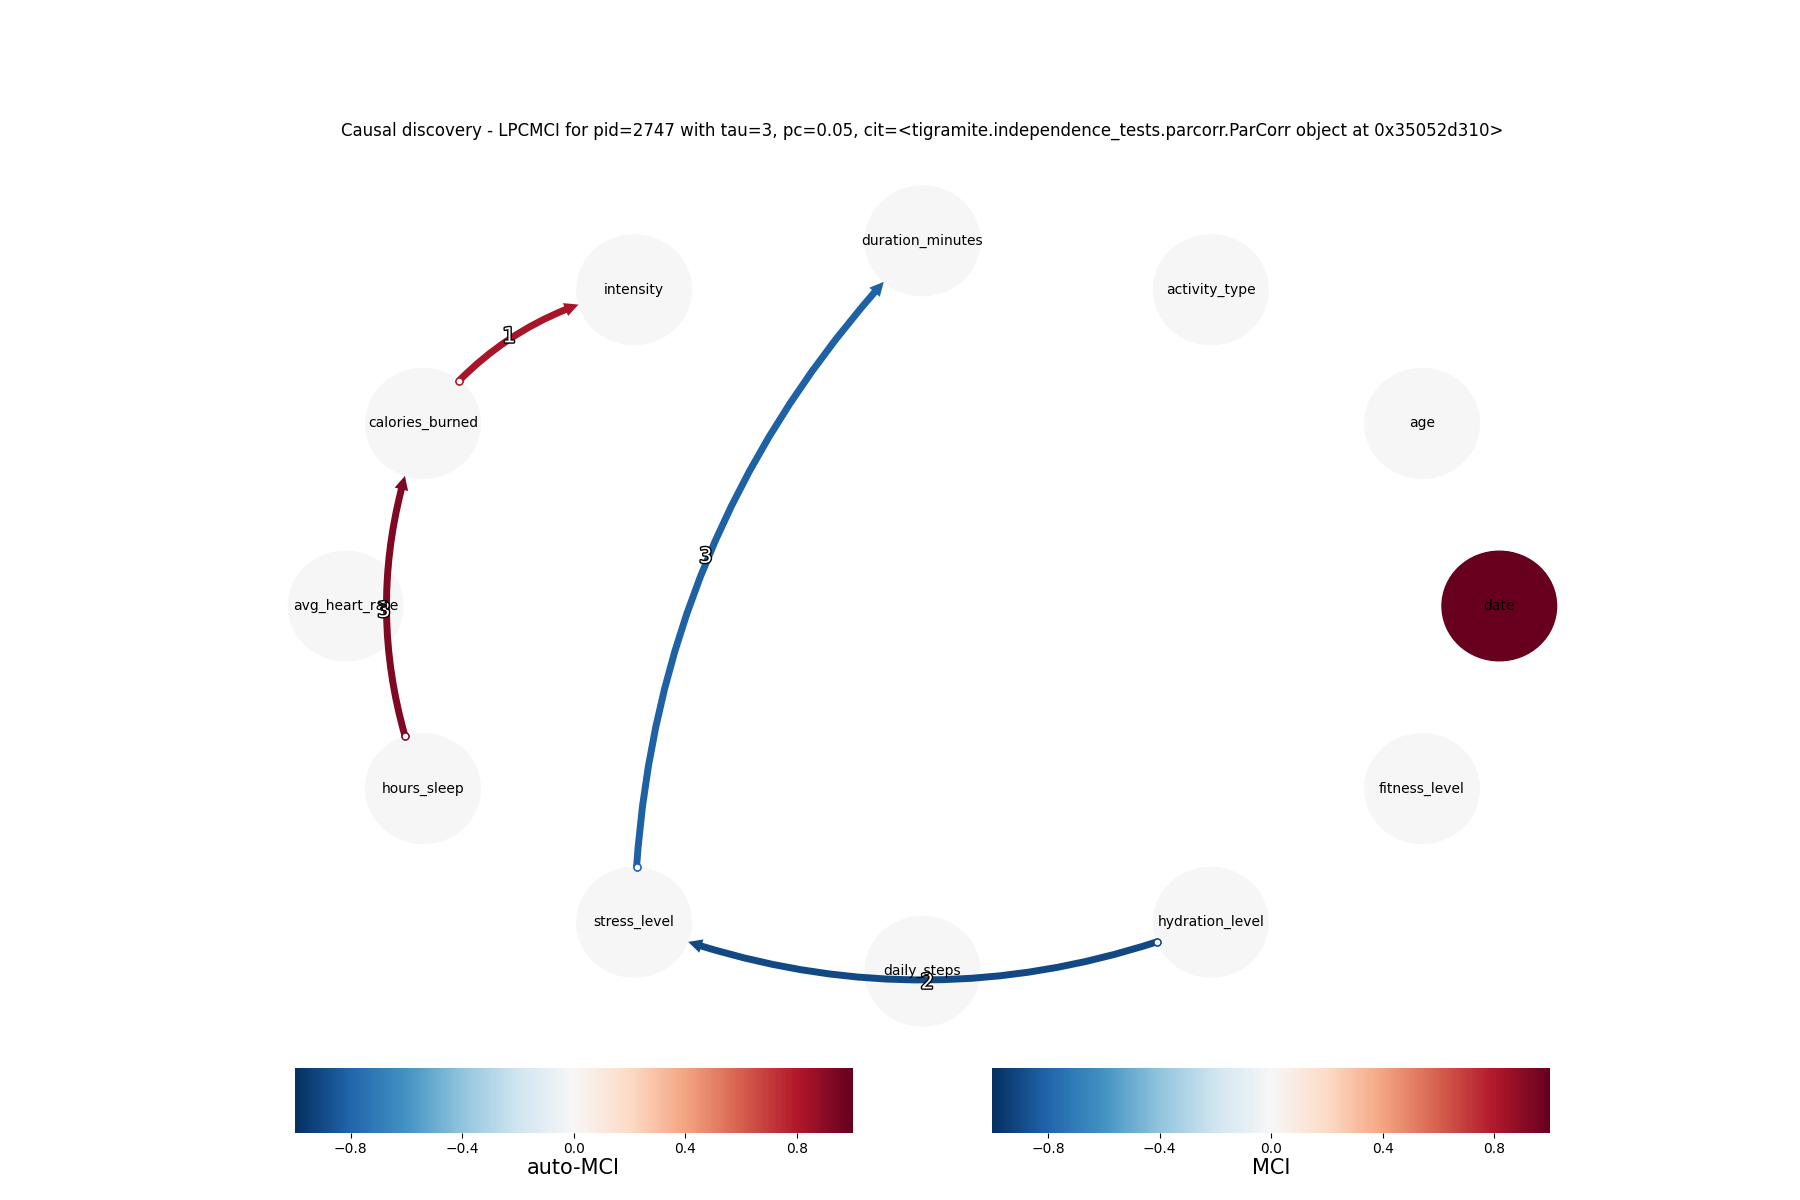 Causal discovery - LPCMCI for pid=2747 with tau=3, pc=0.05, cit=<tigramite.independence_tests.parcorr.ParCorr object at 0x35052d310>
duration_minutes
intensity
activity_type
1
calories_burned
age
3
avg_heart_rate
3
date
hours_sleep
fitness_level
stress_level
hydration_level
daily_steps
2
−0.8 −0.4 0.0 0.4 0.8
auto-MCI
−0.8 −0.4 0.0 0.4 0.8
MCI